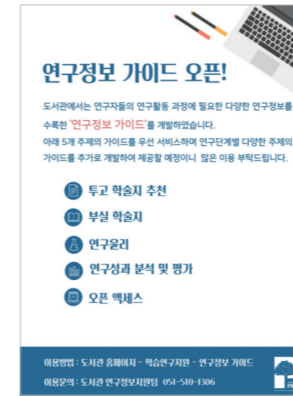 연구정보 가이드 오픈!
도서관에서는 연구자들의 연구활동 과정에 필요한 다양한 연구정보를
수록한 '연구정보 가이드'를 개발하였습니다.
아래 5개 주제의 가이드를 우선 서비스하며 연구단계별 다양한 주제의
가이드를 추가로 개발하여 제공할 예정이니 많은 이용 부탁드립니다.
투고 학술지 추천
부실 학술지
연구윤리
연구성과 분석 및 평가
오픈 액세스
이용방법 : 도서관 홈페이지 - 학습연구지원 - 연구정보 가이드
이용문의 : 도서관 연구정보지원팀 051-510-1306